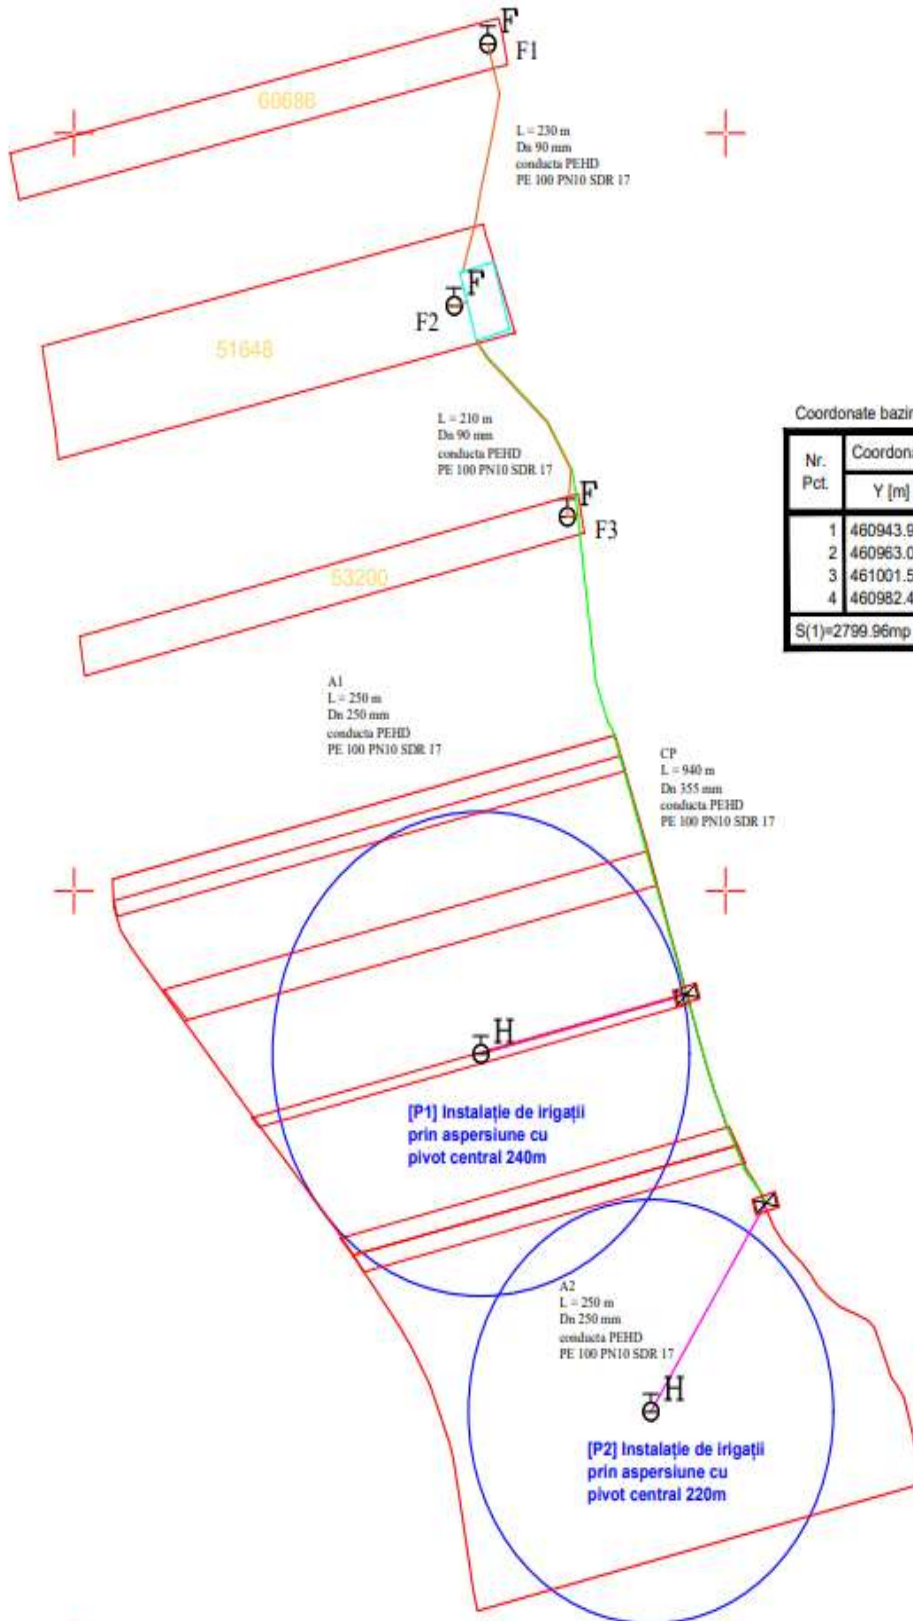 F
F1
60686
L = 230 m
Dn 90 mm
conducta PEHD
PE 100 PN10 SDR 17
F
F2
51648
L = 210 m
Dn 90 mm
conducta PEHD
PE 100 PN10 SDR 17
Coordonate bazin
Nr.
Pct.
Y [m]
1 460943.9
2 460963.0
3 461001.5
4 460982.4
S(1)=2799.96mp
F
F3
53200
A1
L = 250 m
Dn 250 mm
conducta PEHD
PE 100 PN10 SDR 17
CP
L = 940 m
Dn 355 mm
conducta PEHD
PE 100 PN10 SDR 17
H
[P1] Instalație de irigații
prin aspersiune cu
pivot central 240m
A2
L = 250 m
Dn 250 mm
conducta PEHD
PE 100 PN10 SDR 17
H
[P2] Instalație de irigații
prin aspersiune cu
pivot central 220m